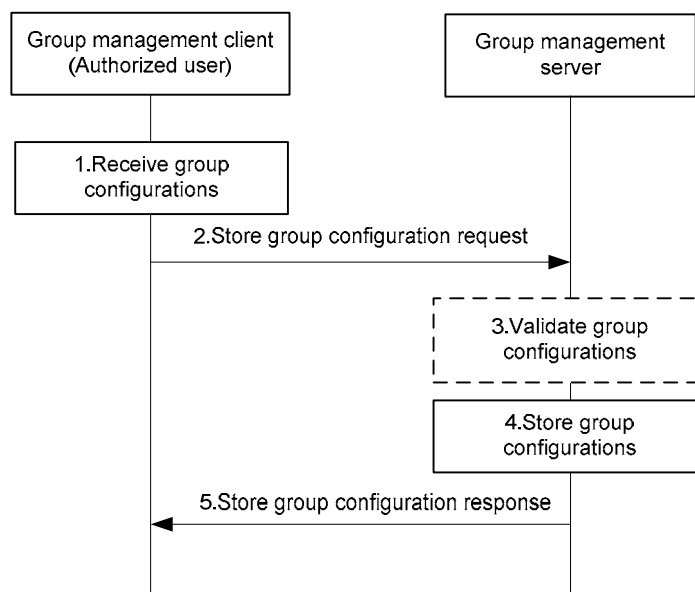 Group management client
(Authorized user)
Group management
server
1.Receive group
configurations
2.Store group configuration request
3.Validate group
configurations
4.Store group
configurations
5.Store group configuration response